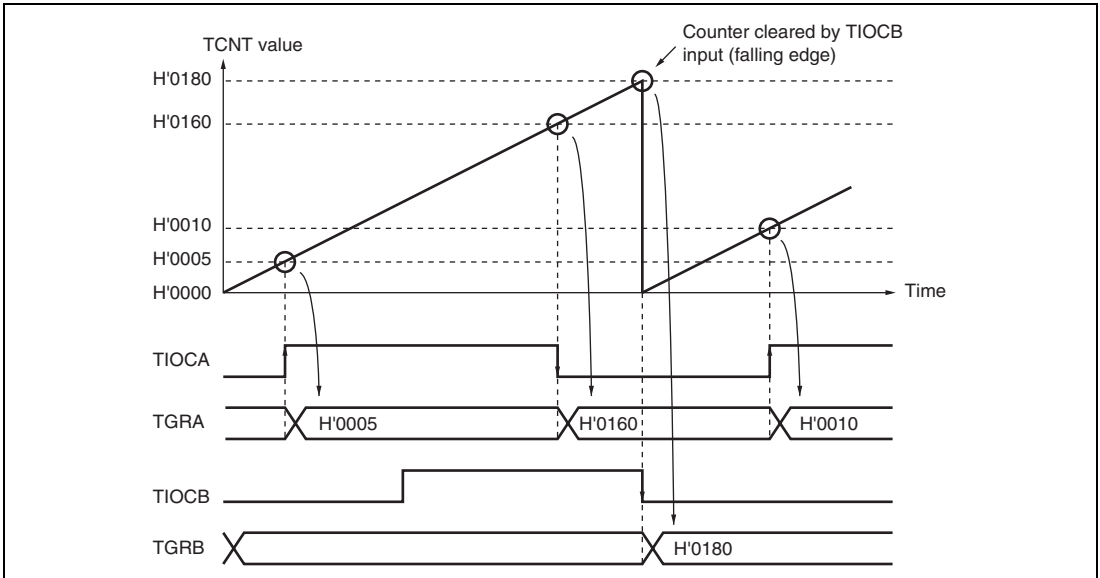 TCNT value
Counter cleared by TIOCB
input (falling edge)
H'0180
H'0160
H'0010
H'0005
H'0000
Time
TIOCA
TGRA
H'0005
H'0160
H'0010
TIOCB
TGRB
H'0180